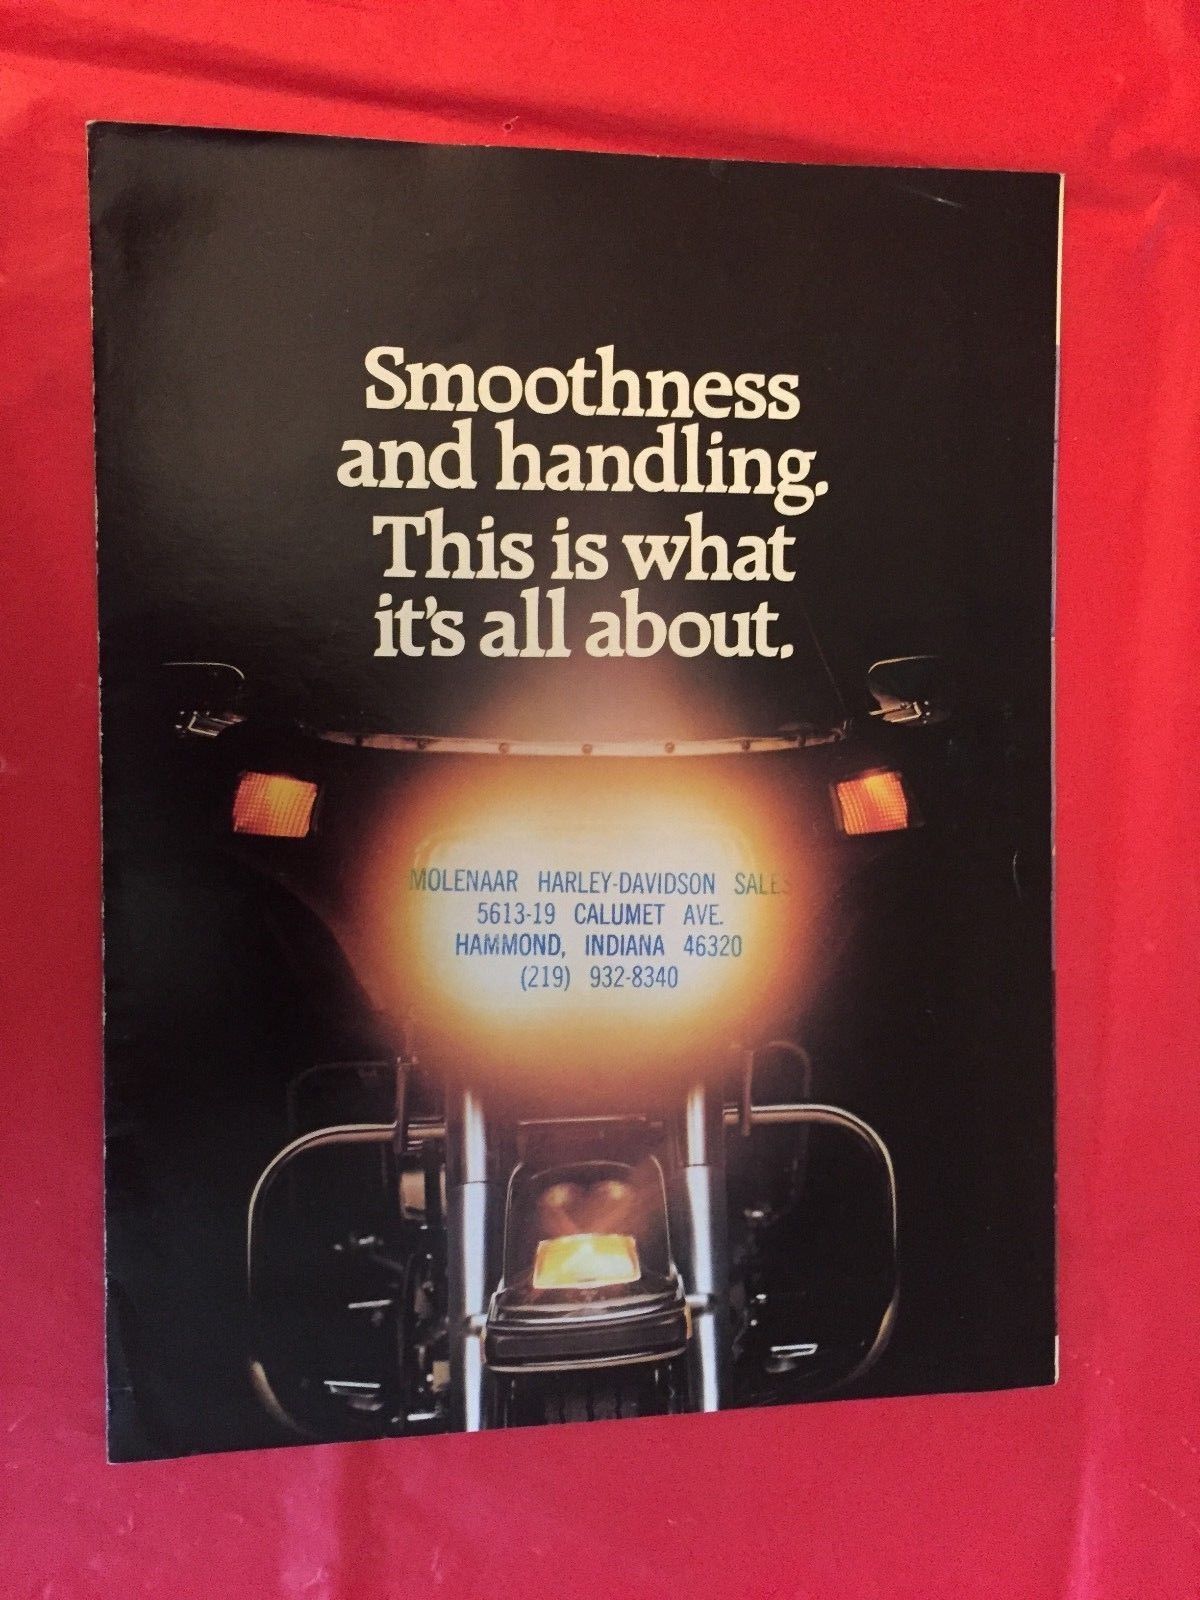 Smoothness
and handling.
This is what
it's all about.
MOLENAAR HARLEY-DAVIDSON SALES
5613-19 CALUMET AVE.
HAMMOND, INDIANA 46320
(219) 932-8340